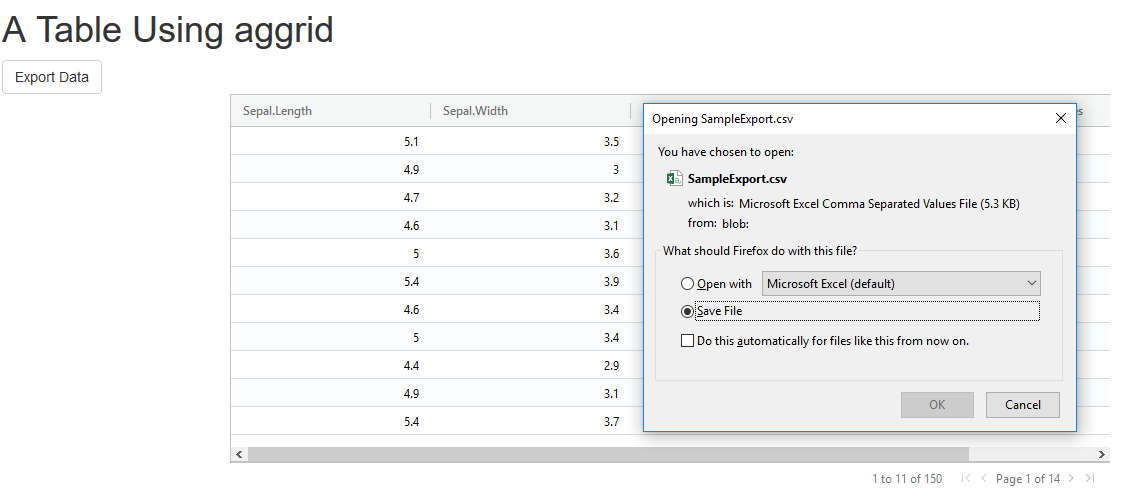 A Table Using aggrid
Export Data
Sepal.Length Sepal.Width
5.1 3.5
4.9 3
4.7 3.2
4.6 3.1
5 3.6
5.4 3.9
4.6 3.4
5 3.4
4.4 2.9
4.9 3.1
5.4 3.7
Opening SampleExport.csv
You have chosen to open:
SampleExport.csv
which is: Microsoft Excel Comma Separated Values File (5.3 KB)
from: blob:
What should Firefox do with this file?
Open with Microsoft Excel (default)
Save File
Do this automatically for files like this from now on.
OK Cancel
1 to 11 of 150 Page 1 of 14